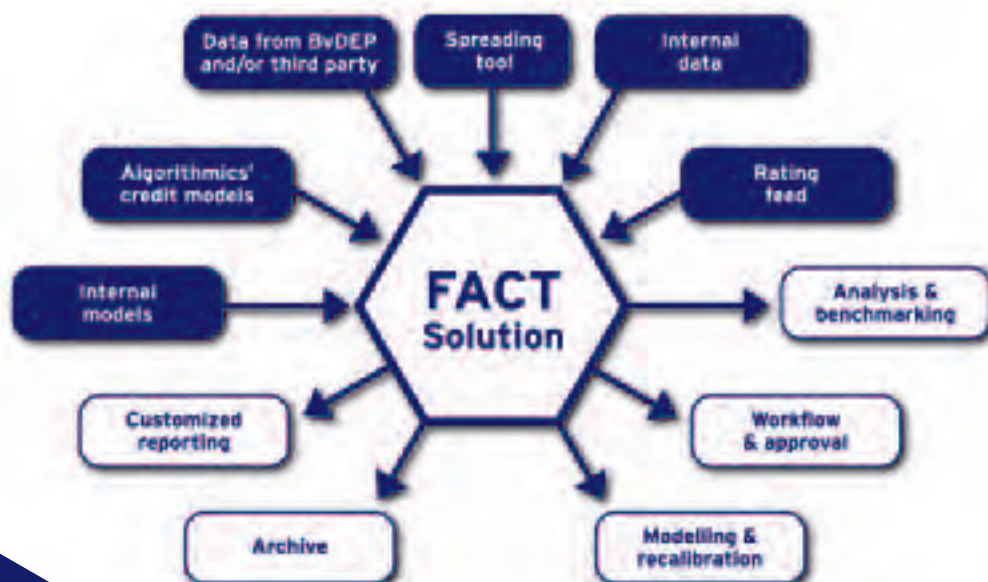 Data from BvDEP
and/or third party
Spreading
tool
Internal
data
Algorithmics'
credit models
Rating
feed
Internal
models
FACT
Solution
Analysis &
benchmarking
Customized
reporting
Workflow
& approval
Archive
Modelling &
recalibration